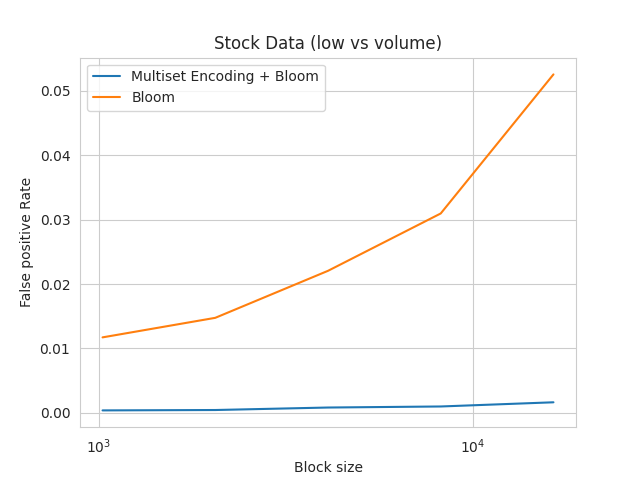 Stock Data (low vs volume)
Multiset Encoding + Bloom
Bloom
False positive Rate
0.05
0.04
0.03
0.02
0.01
0.00
10³
10⁴
Block size